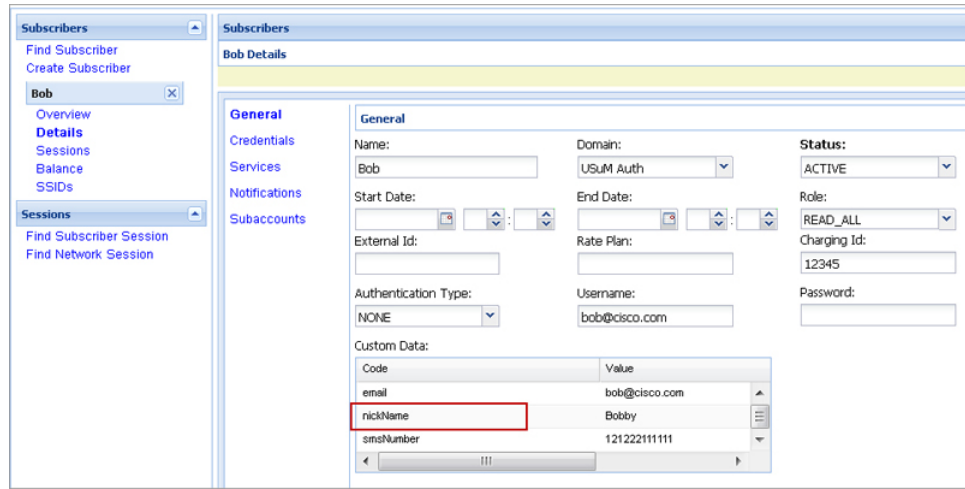 Subscribers
Find Subscriber
Create Subscriber
Bob
Overview
Details
Sessions
Balance
SSIDs
Sessions
Find Subscriber Session
Find Network Session
Subscribers
Bob Details
General
Credentials
Services
Notifications
Subaccounts
General
Name: Domain: Status:
Bob USuM Auth ACTIVE
Start Date: End Date: Role:
: : READ_ALL
External Id: Rate Plan: Charging Id:
12345
Authentication Type: Username: Password:
NONE bob@cisco.com
Custom Data:
Code Value
email bob@cisco.com
nickName Bobby
smsNumber 121222111111